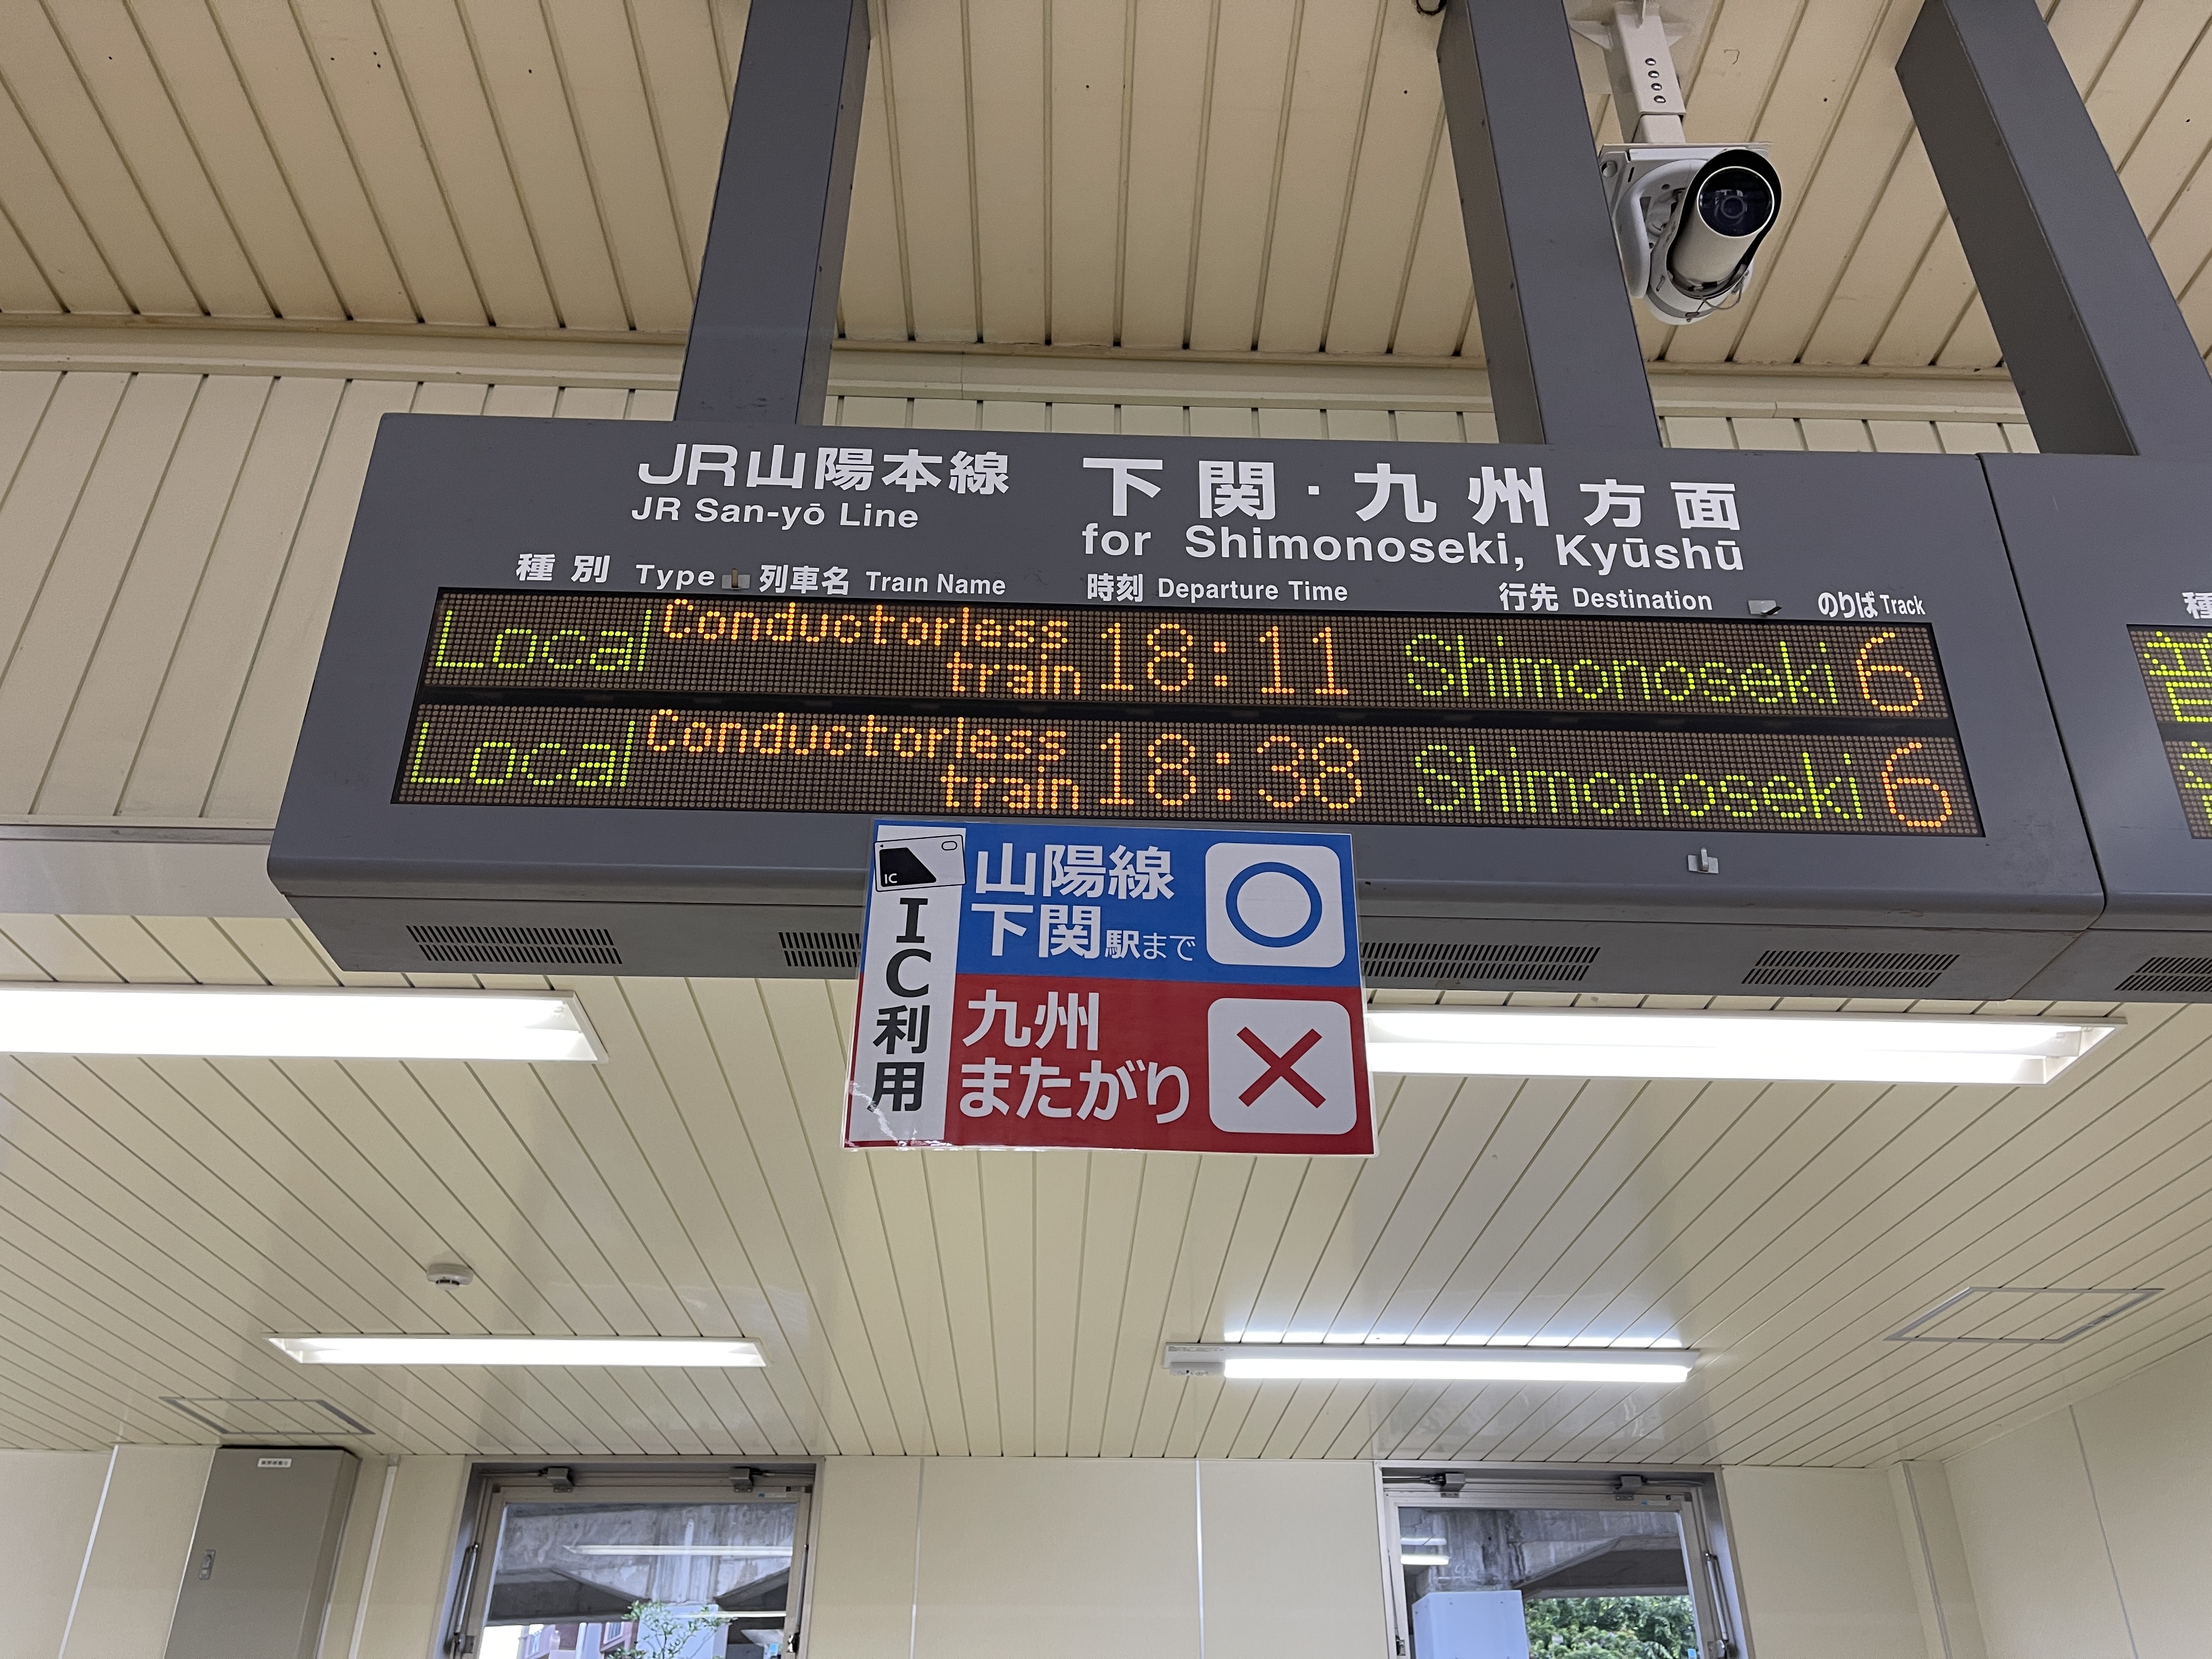 JR山陽本線 下関・九州方面
JR San-yō Line for Shimonoseki, Kyūshū
種別 Type 列車名 Train Name 時刻 Departure Time 行先 Destination のりば Track
Local Conductorless train 18:11 Shimonoseki 6
Local Conductorless train 18:38 Shimonoseki 6
種
普
IC
IC利用
山陽線
下関駅まで
九州
またがり